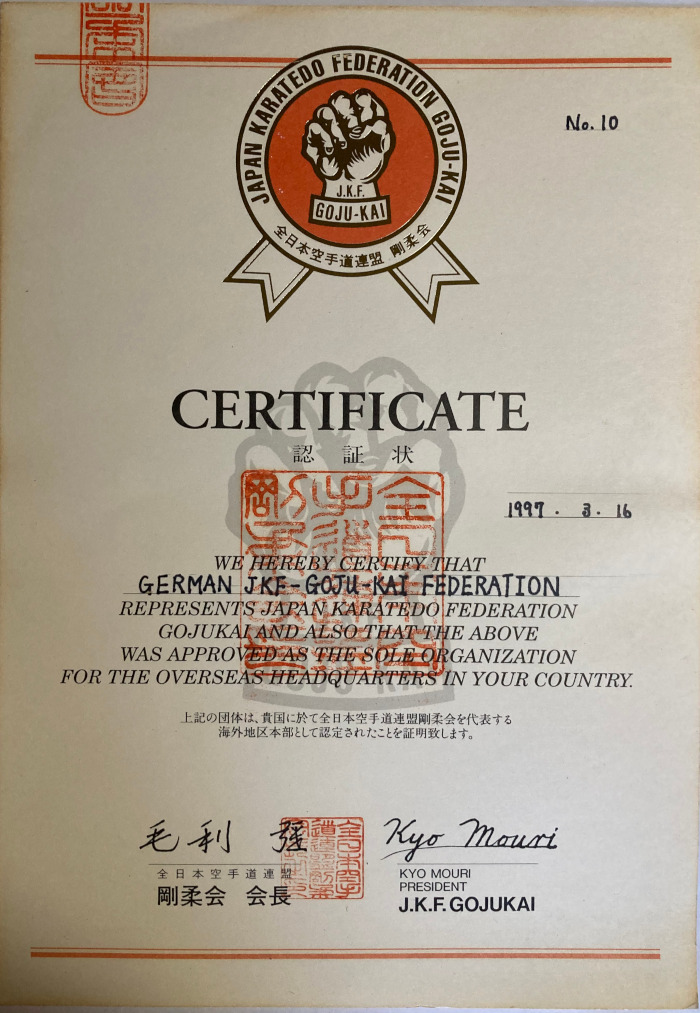 JAPAN KARATEDO FEDERATION GOJU-KAI
No. 10
J.K.F.
GOJU-KAI
全日本空手道連盟 剛柔会
CERTIFICATE
認証状
1997. 3. 16
WE HEREBY CERTIFY THAT
GERMAN JKF-GOJU-KAI FEDERATION
REPRESENTS JAPAN KARATEDO FEDERATION
GOJUKAI AND ALSO THAT THE ABOVE
WAS APPROVED AS THE SOLE ORGANIZATION
FOR THE OVERSEAS HEADQUARTERS IN YOUR COUNTRY.
GOJU-KAI
上記の団体は、貴国に於て全日本空手道連盟剛柔会を代表する
海外地区本部として認定されたことを証明致します。
毛利 強
Kyo Mouri
全日本空手道連盟
剛柔会 会長
KYO MOURI
PRESIDENT
J.K.F. GOJUKAI